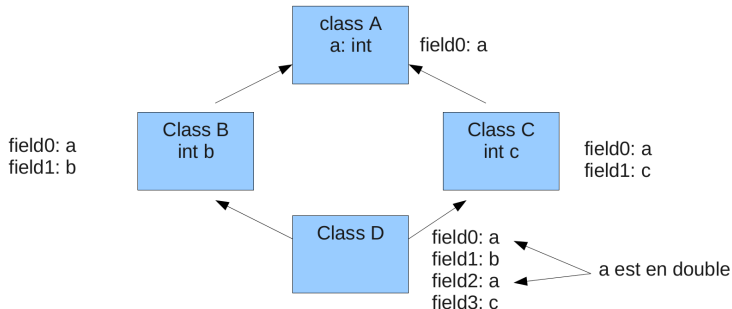 class A
a: int
field0: a
Class B
int b
field0: a
field1: b
Class C
int c
field0: a
field1: c
Class D
field0: a
field1: b
field2: a
field3: c
a est en double